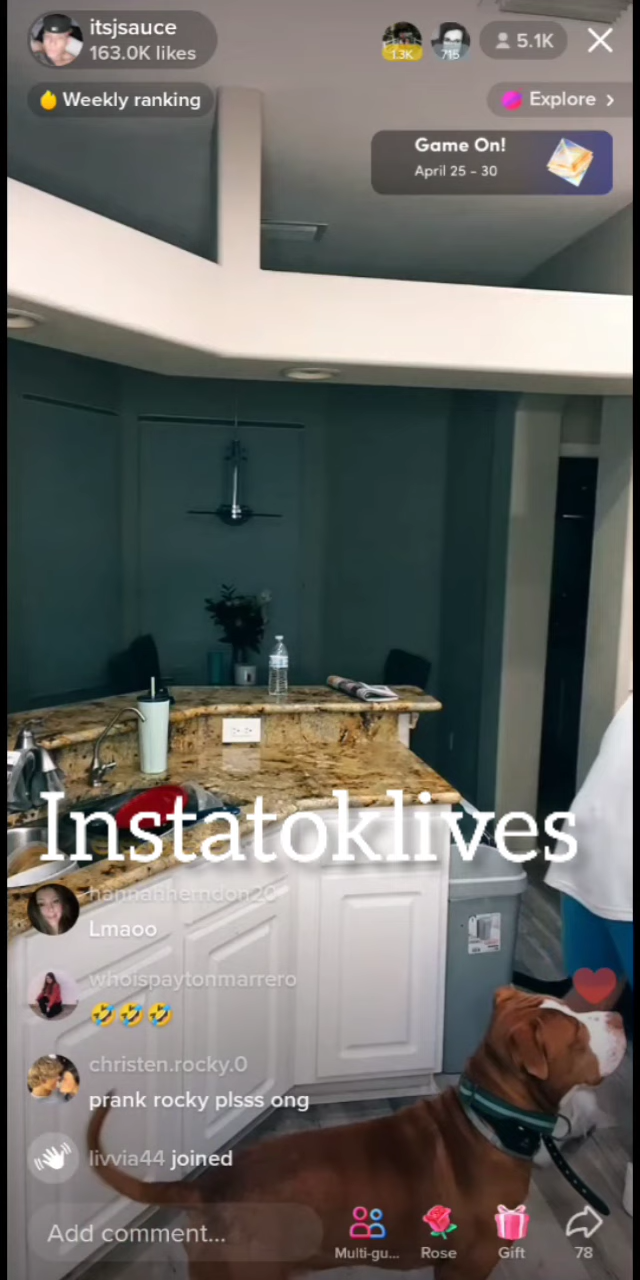 itsjsauce
163.0K likes
1.3K
715
5.1K
Weekly ranking
Explore
Game On!
April 25 - 30
Instatoklives
hannahherndon20
Lmaoo
whoispaytonmarrero
🤣🤣🤣
christen.rocky.0
prank rocky plsss ong
livvia44 joined
Add comment...
Multi-gu...
Rose
Gift
78